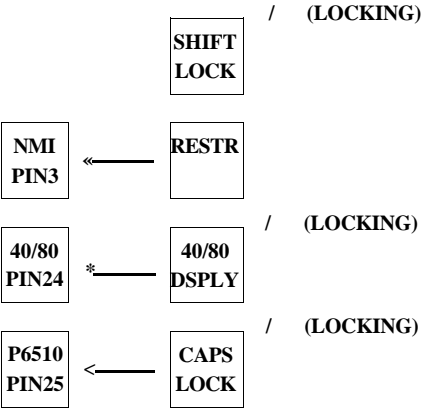 / (LOCKING)
SHIFT
LOCK
NMI
PIN3
«
RESTR
/ (LOCKING)
40/80
PIN24
*
40/80
DSPLY
/ (LOCKING)
P6510
PIN25
<
CAPS
LOCK